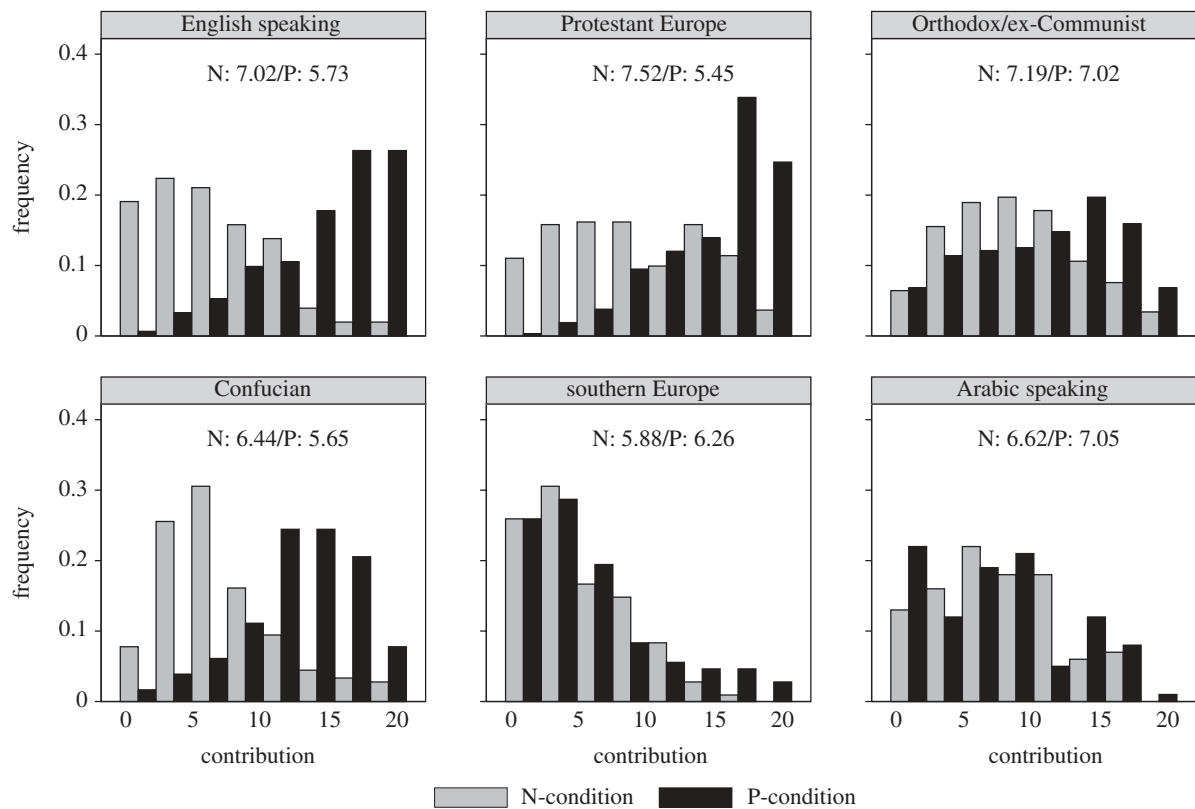 English speaking
Protestant Europe
Orthodox/ex-Communist
0.4
0.3
0.2
0.1
0
frequency
N: 7.02/P: 5.73
N: 7.52/P: 5.45
N: 7.19/P: 7.02
Confucian
southern Europe
Arabic speaking
0.4
0.3
0.2
0.1
0
frequency
N: 6.44/P: 5.65
N: 5.88/P: 6.26
N: 6.62/P: 7.05
0 5 10 15 20
0 5 10 15 20
0 5 10 15 20
contribution
contribution
contribution
N-condition
P-condition